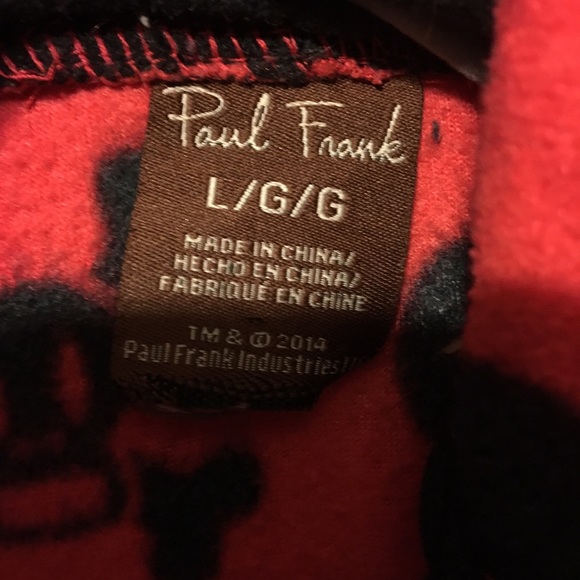 Paul Frank
L/G/G
MADE IN CHINA/
HECHO EN CHINA/
FABRIQUÉ EN CHINE
TM & © 2014
Paul Frank Industries